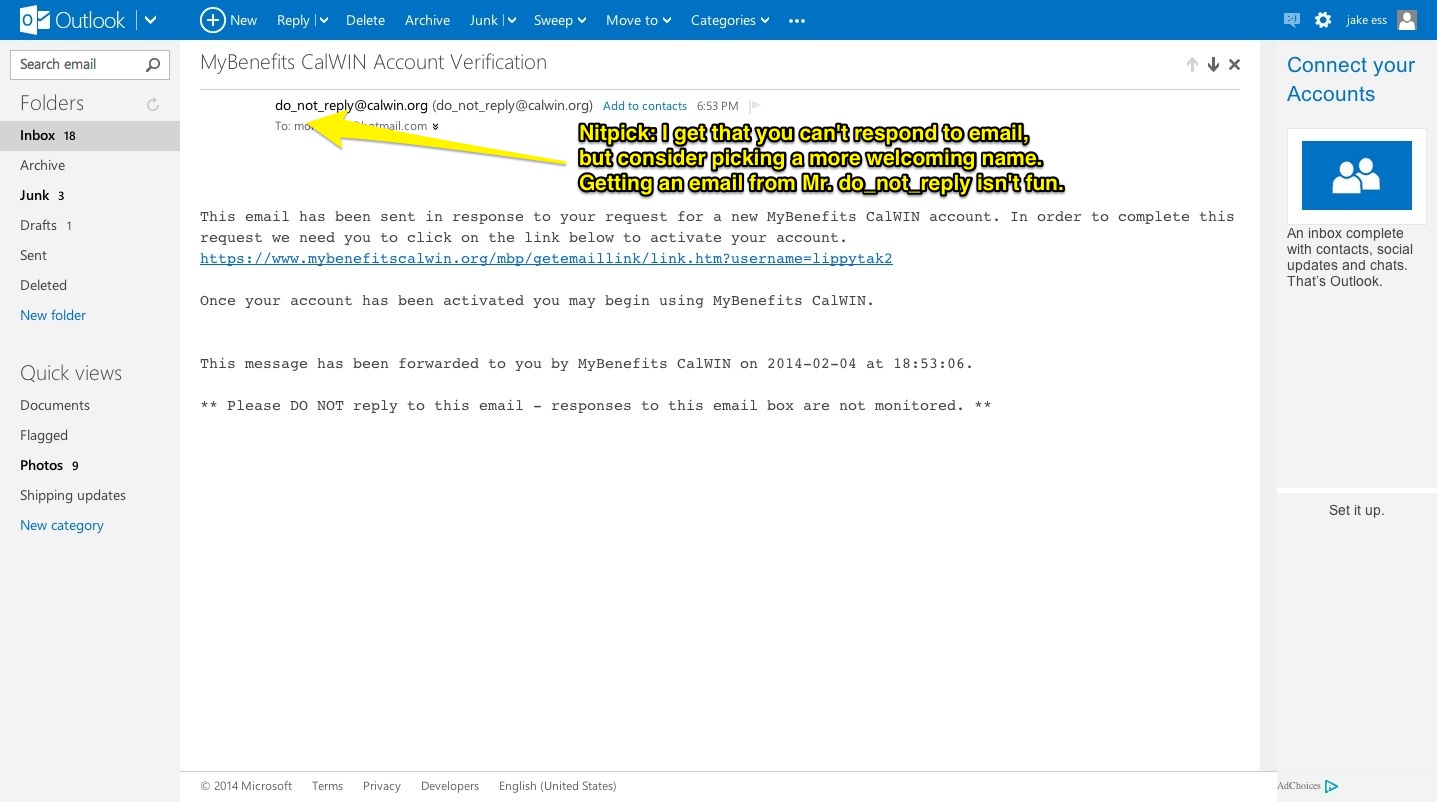 Outlook
New Reply Delete Archive Junk Sweep Move to Categories ••• jake ess
Search email
Folders
Inbox 18
Archive
Junk 3
Drafts 1
Sent
Deleted
New folder
Quick views
Documents
Flagged
Photos 9
Shipping updates
New category
MyBenefits CalWIN Account Verification
do_not_reply@calwin.org (do_not_reply@calwin.org) Add to contacts 6:53 PM
To:
Nitpick: I get that you can't respond to email,
but consider picking a more welcoming name.
Getting an email from Mr. do_not_reply isn't fun.
This email has been sent in response to your request for a new MyBenefits CalWIN account. In order to complete this
request we need you to click on the link below to activate your account.
https://www.mybenefitscalwin.org/mbp/getemaillink/link.htm?username=lippytak2
Once your account has been activated you may begin using MyBenefits CalWIN.
This message has been forwarded to you by MyBenefits CalWIN on 2014-02-04 at 18:53:06.
** Please DO NOT reply to this email - responses to this email box are not monitored. **
Connect your
Accounts
An inbox complete
with contacts, social
updates and chats.
That's Outlook.
Set it up.
© 2014 Microsoft Terms Privacy Developers English (United States)
AdChoices